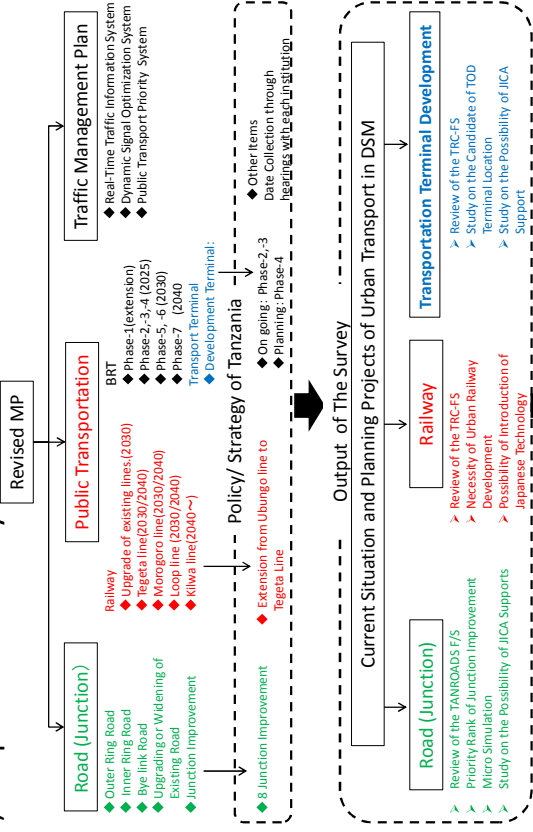 Revised MP
Road (Junction)
◆ Outer Ring Road
◆ Inner Ring Road
◆ Bye link Road
◆ Upgrading or Widening of
Existing Road
◆ Junction Improvement
Public Transportation
Railway
◆ Upgrade of existing lines.(2030)
◆ Tegeta line(2030/2040)
◆ Morogoro line(2030/2040)
◆ Loop line (2030/2040)
◆ Kilwa line(2040~)
BRT
◆ Phase-1(extension)
◆ Phase-2,-3,-4 (2025)
◆ Phase-5, -6 (2030)
◆ Phase-7 (2040
Transport Terminal
◆ Development Terminal:
Traffic Management Plan
◆ Real-Time Traffic Information System
◆ Dynamic Signal Optimization System
◆ Public Transport Priority System
Policy/ Strategy of Tanzania
◆ 8 Junction Improvement
◆ Extension from Ubungo line to
Tegeta Line
◆ On going: Phase-2,-3
◆ Planning: Phase-4
◆ Other Items
Date Collection through
hearings with each institution
Output of The Survey
Current Situation and Planning Projects of Urban Transport in DSM
Road (Junction)
➢ Review of the TANROADS F/S
➢ Priority Rank of Junction Improvement
➢ Micro Simulation
➢ Study on the Possibility of JICA Supports
Railway
➢ Review of the TRC-FS
➢ Necessity of Urban Railway
Development
➢ Possibility of Introduction of
Japanese Technology
Transportation Terminal Development
➢ Review of the TRC-FS
➢ Study on the Candidate of TOD
Terminal Location
➢ Study on the Possibility of JICA
Support